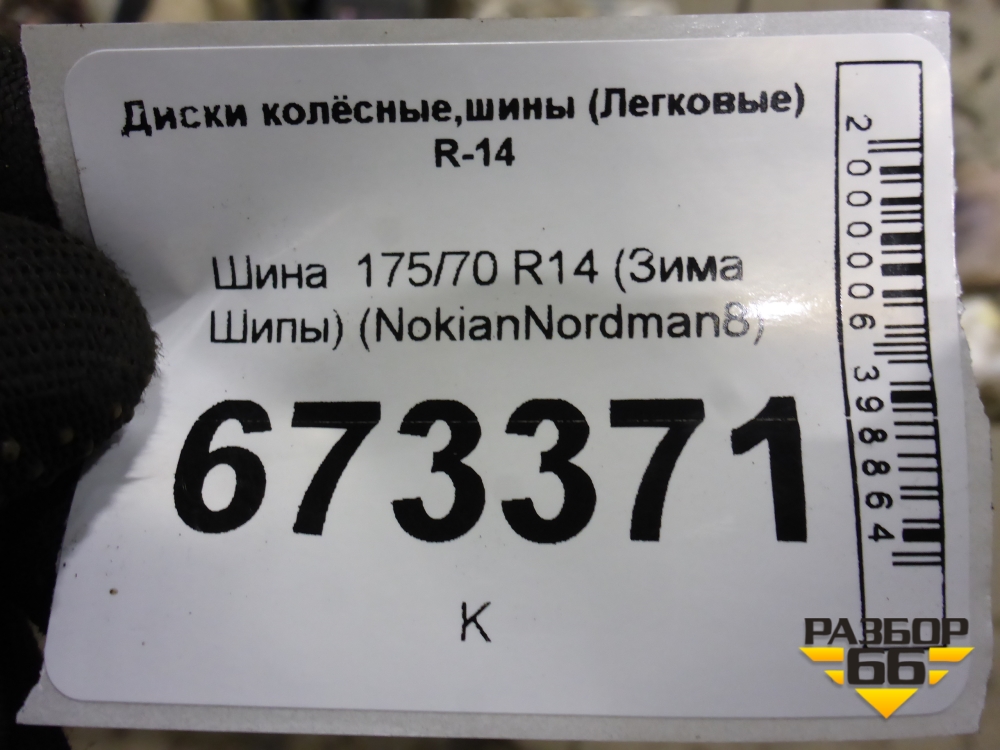 Диски колёсные,шины (Легковые)
R-14
Шина 175/70 R14 (Зима
Шипы) (NokianNordman8)
673371
К
2000006398864
РАЗБОР
66